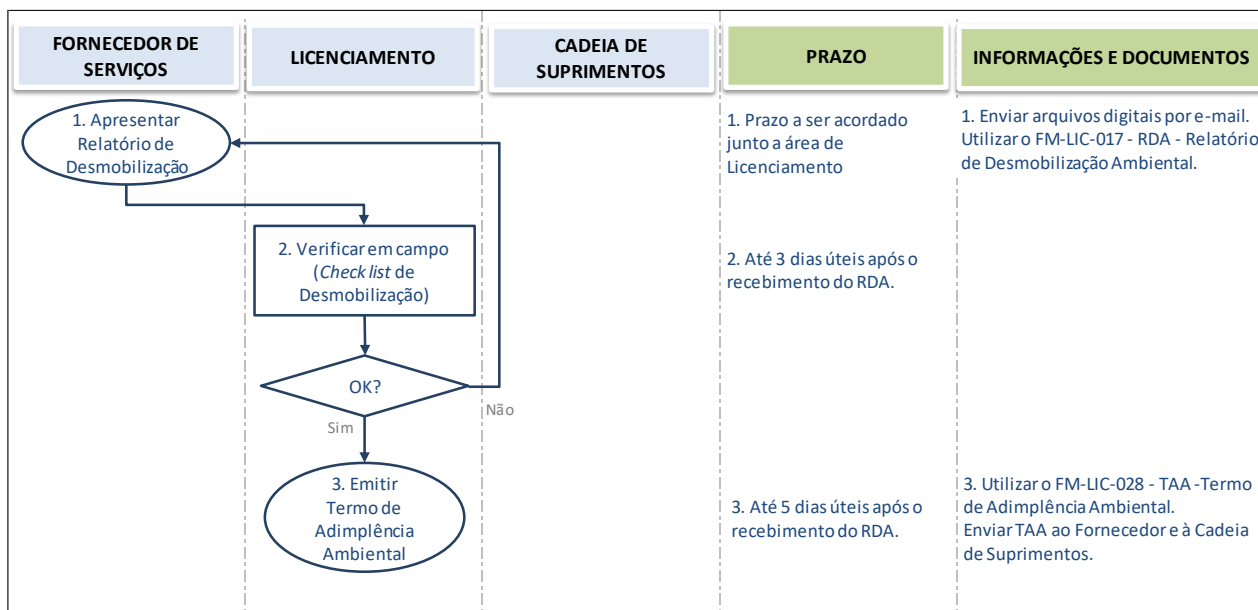 FORNECEDOR DE
SERVIÇOS
LICENCIAMENTO
CADEIA DE
SUPRIMENTOS
PRAZO
INFORMAÇÕES E DOCUMENTOS
1. Apresentar
Relatório de
Desmobilização
1. Prazo a ser acordado
junto a área de
Licenciamento
1. Enviar arquivos digitais por e-mail.
Utilizar o FM-LIC-017 - RDA - Relatório
de Desmobilização Ambiental.
2. Verificar em campo
(Check list de
Desmobilização)
2. Até 3 dias úteis após o
recebimento do RDA.
OK?
Não
Sim
3. Emitir
Termo de
Adimplência
Ambiental
3. Até 5 dias úteis após o
recebimento do RDA.
3. Utilizar o FM-LIC-028 - TAA -Termo
de Adimplência Ambiental.
Enviar TAA ao Fornecedor e à Cadeia
de Suprimentos.